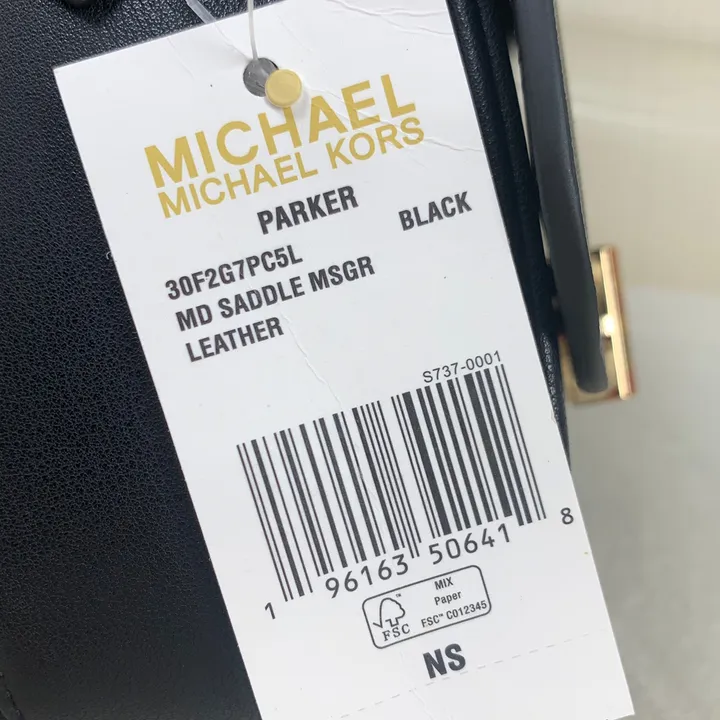 MICHAEL
MICHAEL KORS
PARKER
BLACK
30F2G7PC5L
MD SADDLE MSGR
LEATHER
S737-0001
1 96163 50641 8
FSC™
MIX
Paper
FSC™ C012345
NS